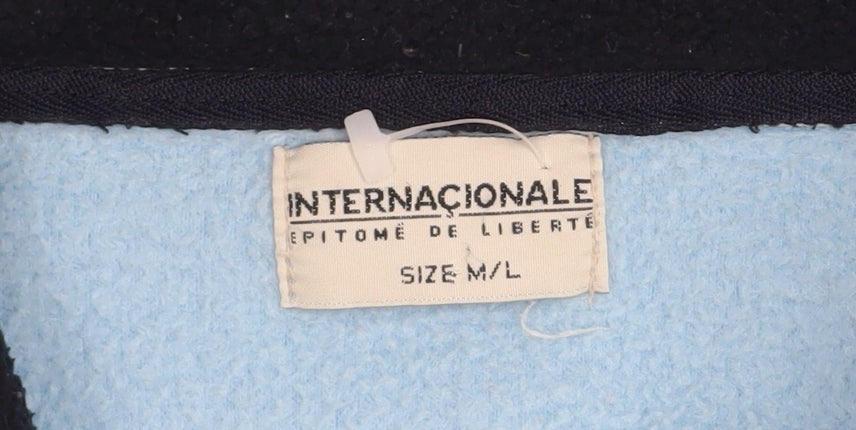 INTERNAÇIONALE
EPITOMÉ DE LIBERTÉ
SIZE M/L